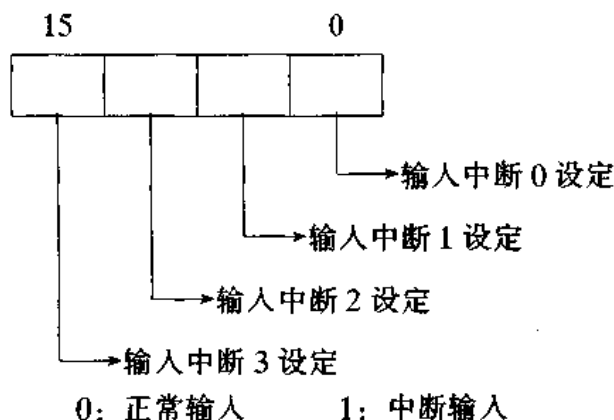 15 0
输入中断 0 设定
输入中断 1 设定
输入中断 2 设定
输入中断 3 设定
0：正常输入 1：中断输入